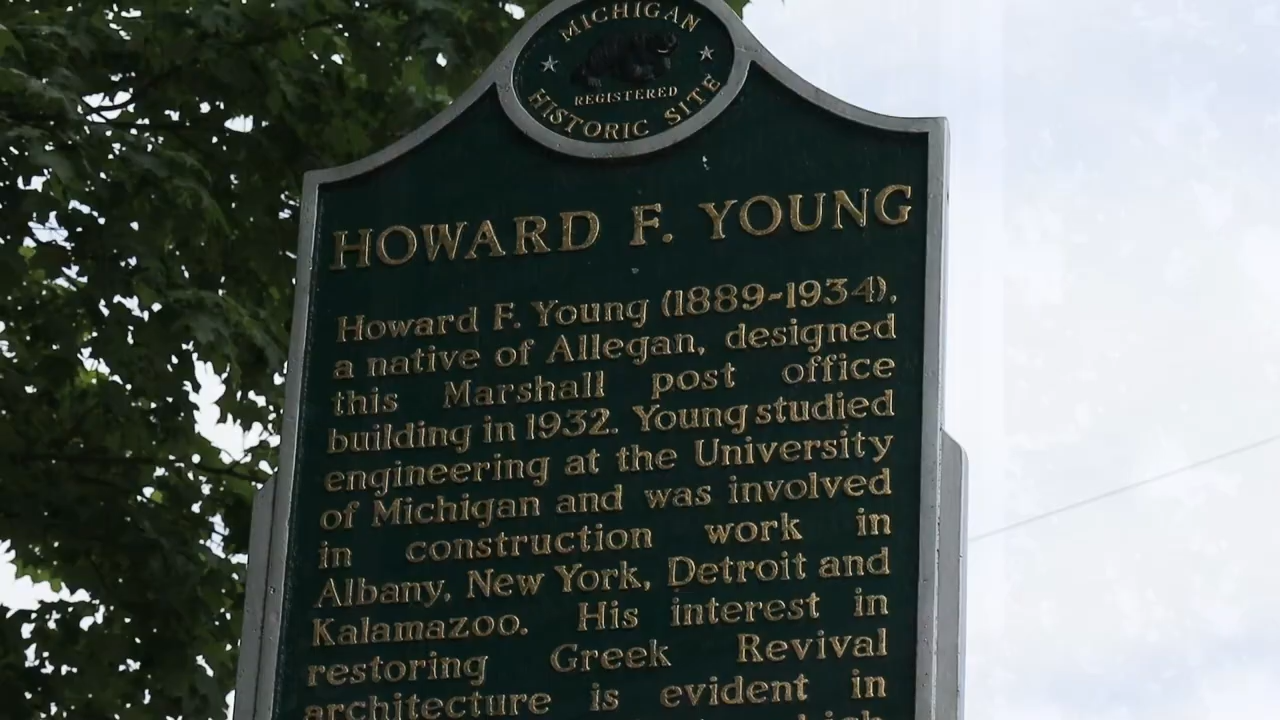 MICHIGAN
REGISTERED
HISTORIC SITE
HOWARD F. YOUNG
Howard F. Young (1889-1934),
a native of Allegan, designed
this Marshall post office
building in 1932. Young studied
engineering at the University
of Michigan and was involved
in construction work in
Albany, New York, Detroit and
Kalamazoo. His interest in
restoring Greek Revival
architecture is evident in